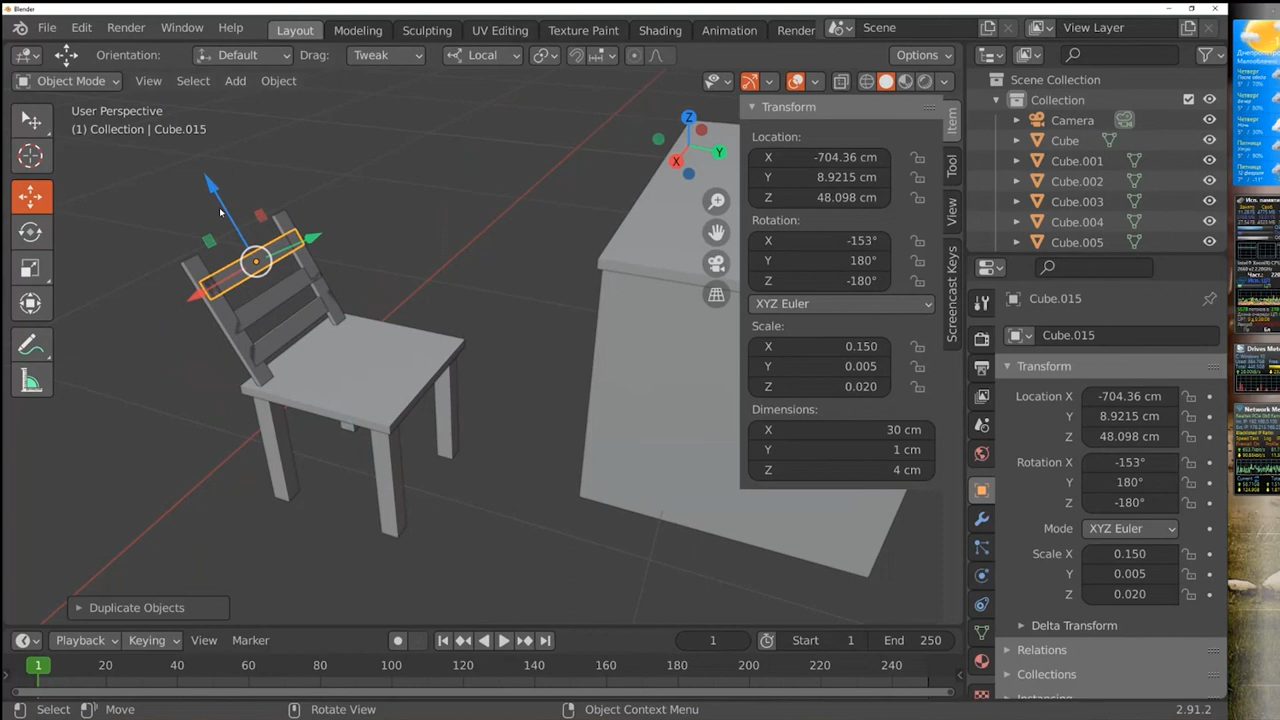 Blender
File Edit Render Window Help Layout Modeling Sculpting UV Editing Texture Paint Shading Animation Render Scene View Layer
Orientation: Default Drag: Tweak Local Options
Object Mode View Select Add Object
User Perspective
(1) Collection | Cube.015
Z
X
Y
Transform
Location:
X -704.36 cm
Y 8.9215 cm
Z 48.098 cm
Rotation:
X -153°
Y 180°
Z -180°
XYZ Euler
Scale:
X 0.150
Y 0.005
Z 0.020
Dimensions:
X 30 cm
Y 1 cm
Z 4 cm
Item
Tool
View
Screencast Keys
Scene Collection
Collection
Camera
Cube
Cube.001
Cube.002
Cube.003
Cube.004
Cube.005
Cube.015
Cube.015
Transform
Location X -704.36 cm
Y 8.9215 cm
Z 48.098 cm
Rotation X -153°
Y 180°
Z -180°
Mode XYZ Euler
Scale X 0.150
Y 0.005
Z 0.020
Delta Transform
Relations
Collections
Instancing
Duplicate Objects
Playback Keying View Marker 1 Start 1 End 250
1 20 40 60 80 100 120 140 160 180 200 220 240
Select Move Rotate View Object Context Menu 2.91.2